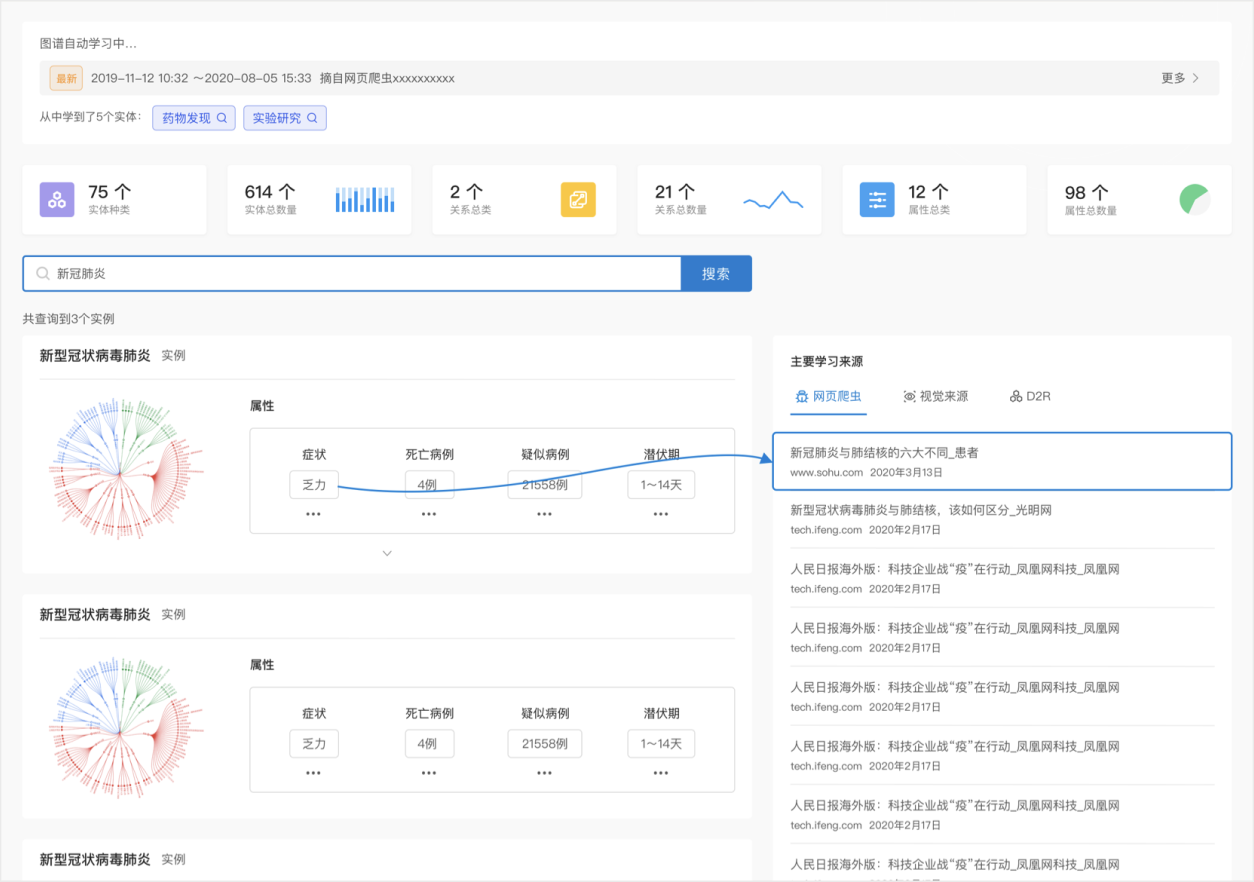 图谱自动学习中...
最新 2019-11-12 10:32 ～2020-08-05 15:33 摘自网页爬虫xxxxxxxxxx 更多
从中学到了5个实体: 药物发现 实验研究
75 个
实体种类
614 个
实体总数量
2 个
关系总类
21 个
关系总数量
12 个
属性总类
98 个
属性总数量
新冠肺炎 搜索
共查询到3个实例
新型冠状病毒肺炎 实例
属性
症状 死亡病例 疑似病例 潜伏期
乏力 4例 21558例 1～14天
••• ••• ••• •••
新型冠状病毒肺炎 实例
属性
症状 死亡病例 疑似病例 潜伏期
乏力 4例 21558例 1～14天
••• ••• ••• •••
新型冠状病毒肺炎 实例
主要学习来源
网页爬虫 视觉来源 D2R
新冠肺炎与肺结核的六大不同_患者
www.sohu.com 2020年3月13日
新型冠状病毒肺炎与肺结核，该如何区分_光明网
tech.ifeng.com 2020年2月17日
人民日报海外版：科技企业战“疫”在行动_凤凰网科技_凤凰网
tech.ifeng.com 2020年2月17日
人民日报海外版：科技企业战“疫”在行动_凤凰网科技_凤凰网
tech.ifeng.com 2020年2月17日
人民日报海外版：科技企业战“疫”在行动_凤凰网科技_凤凰网
tech.ifeng.com 2020年2月17日
人民日报海外版：科技企业战“疫”在行动_凤凰网科技_凤凰网
tech.ifeng.com 2020年2月17日
人民日报海外版：科技企业战“疫”在行动_凤凰网科技_凤凰网
tech.ifeng.com 2020年2月17日
人民日报海外版：科技企业战“疫”在行动_凤凰网科技_凤凰网